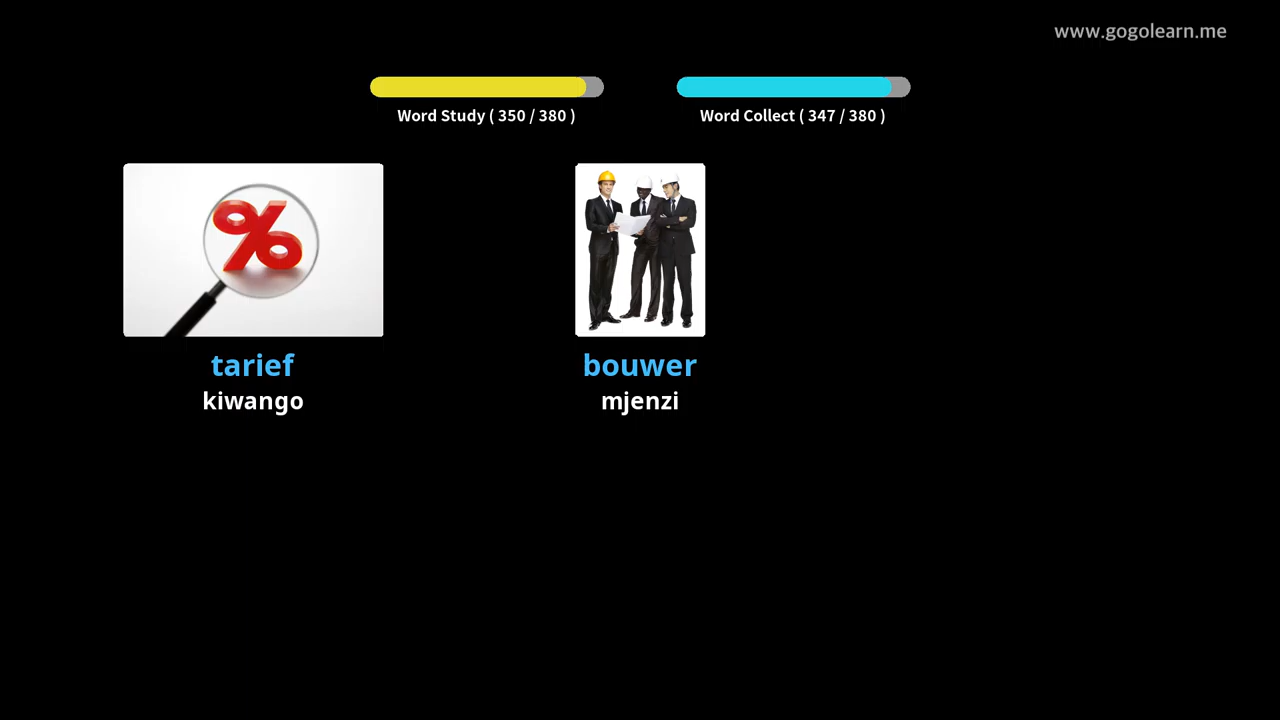 www.gogolearn.me
Word Study ( 350 / 380 )
Word Collect ( 347 / 380 )
%
tarief
kiwango
bouwer
mjenzi